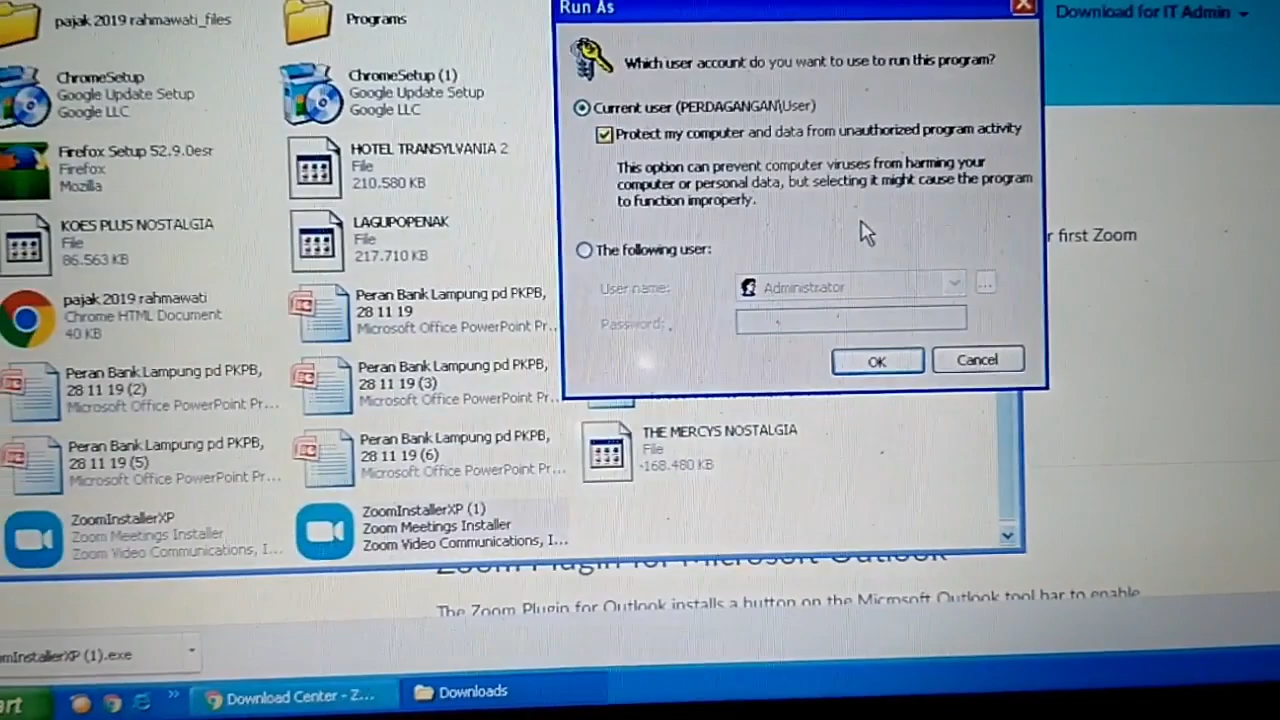 pajak 2019 rahmawati_files
Programs
ChromeSetup
Google Update Setup
Google LLC
ChromeSetup (1)
Google Update Setup
Google LLC
Firefox Setup 52.9.0esr
Firefox
Mozilla
HOTEL TRANSYLVANIA 2
File
210.580 KB
KOES PLUS NOSTALGIA
File
86.563 KB
LAGUPOPENAK
File
217.710 KB
pajak 2019 rahmawati
Chrome HTML Document
40 KB
Peran Bank Lampung pd PKPB,
28 11 19
Microsoft Office PowerPoint Pr...
Peran Bank Lampung pd PKPB,
28 11 19 (2)
Microsoft Office PowerPoint Pr...
Peran Bank Lampung pd PKPB,
28 11 19 (3)
Microsoft Office PowerPoint Pr...
Peran Bank Lampung pd PKPB,
28 11 19 (5)
Microsoft Office PowerPoint Pr...
Peran Bank Lampung pd PKPB,
28 11 19 (6)
Microsoft Office PowerPoint Pr...
THE MERCYS NOSTALGIA
File
168.480 KB
ZoomInstallerXP
Zoom Meetings Installer
Zoom Video Communications, I...
ZoomInstallerXP (1)
Zoom Meetings Installer
Zoom Video Communications, I...
Run As
Which user account do you want to use to run this program?
Current user (PERDAGANGAN\User)
Protect my computer and data from unauthorized program activity
This option can prevent computer viruses from harming your
computer or personal data, but selecting it might cause the program
to function improperly.
The following user:
User name:
Administrator
...
Password:
OK
Cancel
Download for IT Admin
r first Zoom
Zoom Plugin for Microsoft Outlook
The Zoom Plugin for Outlook installs a button on the Microsoft Outlook tool bar to enable
omInstallerXP (1).exe
art
»
Download Center - Z...
Downloads